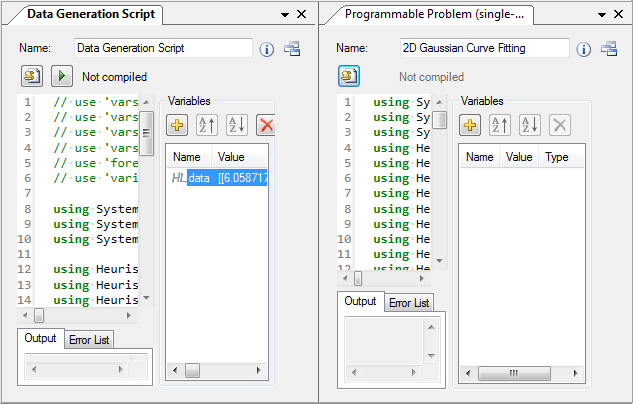 Data Generation Script
Name: Data Generation Script
Not compiled
1 // use 'vars
2 // use 'vars
3 // use 'vars
4 // use 'vars
5 // use 'fore
6 // use 'vari
7
8 using System
9 using System
10 using System
11
12 using Heuris
13 using Heuris
14 using Heuris
Variables
Name Value
HL data [[6.058717
Output Error List
Programmable Problem (single-...
Name: 2D Gaussian Curve Fitting
Not compiled
1 using Sy
2 using Sy
3 using Sy
4 using He
5 using He
6 using He
7 using He
8 using He
9 using He
10 using He
11 using He
12 using He
Variables
Name Value Type
Output Error List